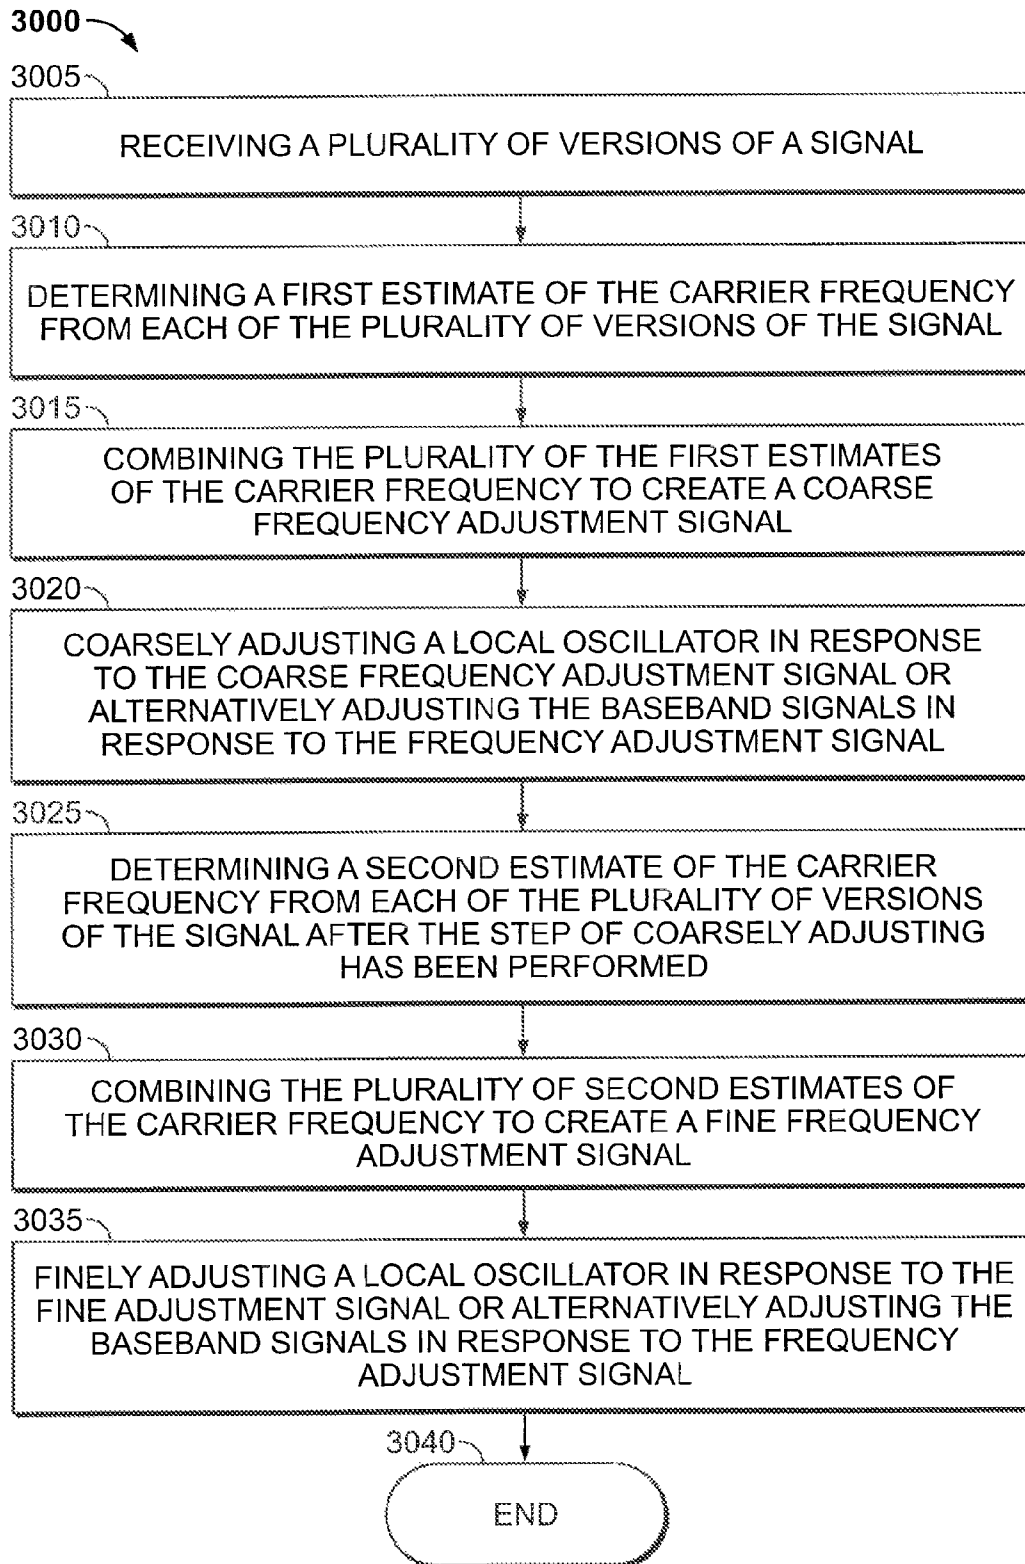 3000
3005
RECEIVING A PLURALITY OF VERSIONS OF A SIGNAL
3010
DETERMINING A FIRST ESTIMATE OF THE CARRIER FREQUENCY
FROM EACH OF THE PLURALITY OF VERSIONS OF THE SIGNAL
3015
COMBINING THE PLURALITY OF THE FIRST ESTIMATES
OF THE CARRIER FREQUENCY TO CREATE A COARSE
FREQUENCY ADJUSTMENT SIGNAL
3020
COARSELY ADJUSTING A LOCAL OSCILLATOR IN RESPONSE
TO THE COARSE FREQUENCY ADJUSTMENT SIGNAL OR
ALTERNATIVELY ADJUSTING THE BASEBAND SIGNALS IN
RESPONSE TO THE FREQUENCY ADJUSTMENT SIGNAL
3025
DETERMINING A SECOND ESTIMATE OF THE CARRIER
FREQUENCY FROM EACH OF THE PLURALITY OF VERSIONS
OF THE SIGNAL AFTER THE STEP OF COARSELY ADJUSTING
HAS BEEN PERFORMED
3030
COMBINING THE PLURALITY OF SECOND ESTIMATES OF
THE CARRIER FREQUENCY TO CREATE A FINE FREQUENCY
ADJUSTMENT SIGNAL
3035
FINELY ADJUSTING A LOCAL OSCILLATOR IN RESPONSE TO THE
FINE ADJUSTMENT SIGNAL OR ALTERNATIVELY ADJUSTING THE
BASEBAND SIGNALS IN RESPONSE TO THE FREQUENCY
ADJUSTMENT SIGNAL
3040
END